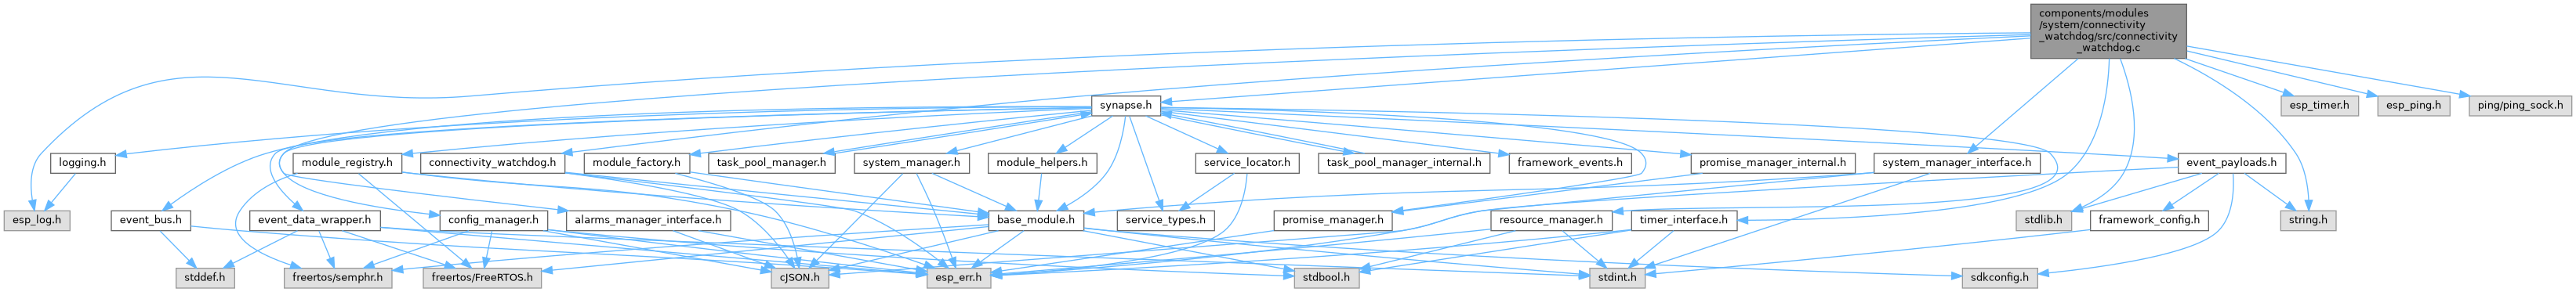 components/modules
/system/connectivity
_watchdog/src/connectivity
_watchdog.c
synapse.h
esp_timer.h
esp_ping.h
ping/ping_sock.h
logging.h
module_registry.h
connectivity_watchdog.h
module_factory.h
task_pool_manager.h
system_manager.h
module_helpers.h
service_locator.h
task_pool_manager_internal.h
framework_events.h
promise_manager_internal.h
system_manager_interface.h
event_payloads.h
esp_log.h
event_bus.h
event_data_wrapper.h
config_manager.h
alarms_manager_interface.h
base_module.h
service_types.h
promise_manager.h
resource_manager.h
timer_interface.h
stdlib.h
framework_config.h
string.h
stddef.h
freertos/semphr.h
freertos/FreeRTOS.h
cJSON.h
esp_err.h
stdbool.h
stdint.h
sdkconfig.h